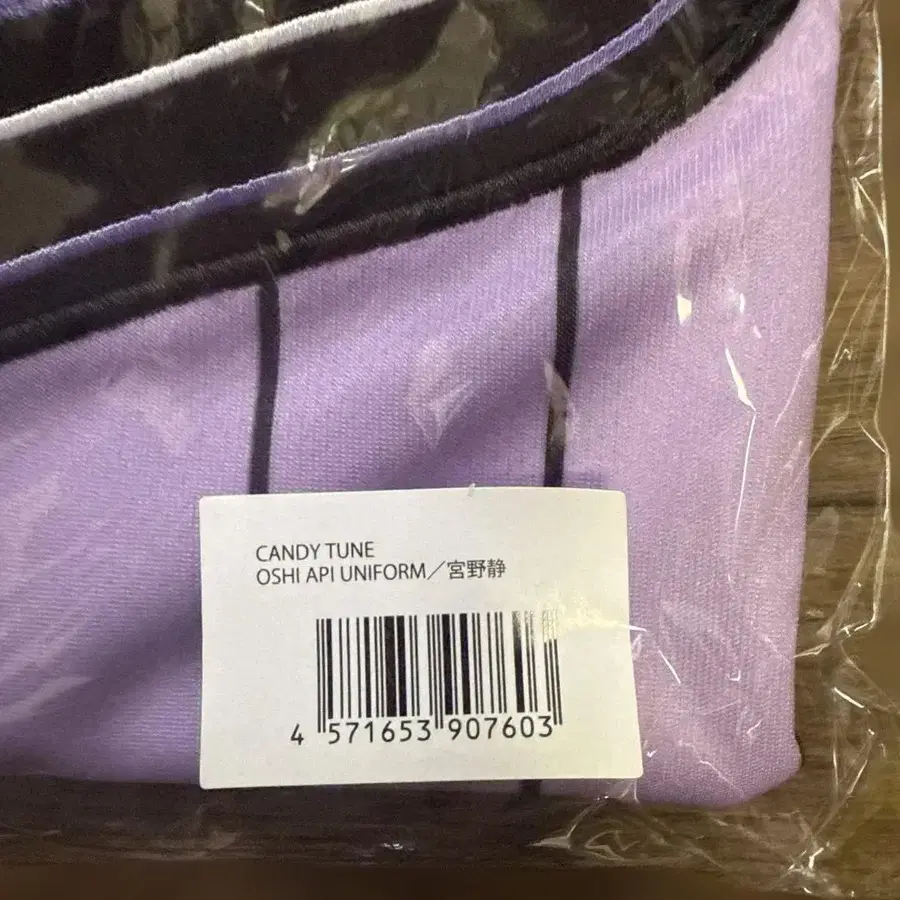 CANDY TUNE
OSHI API UNIFORM／宮野静
4 571653 907603